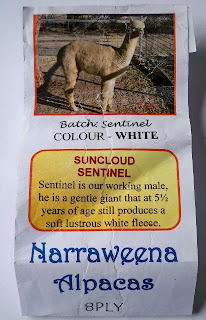 Batch: Sentinel
COLOUR - WHITE
SUNCLOUD
SENTINEL
Sentinel is our working male,
he is a gentle giant that at 5½
years of age still produces a
soft lustrous white fleece.
Narraweena
Alpacas
8PLY